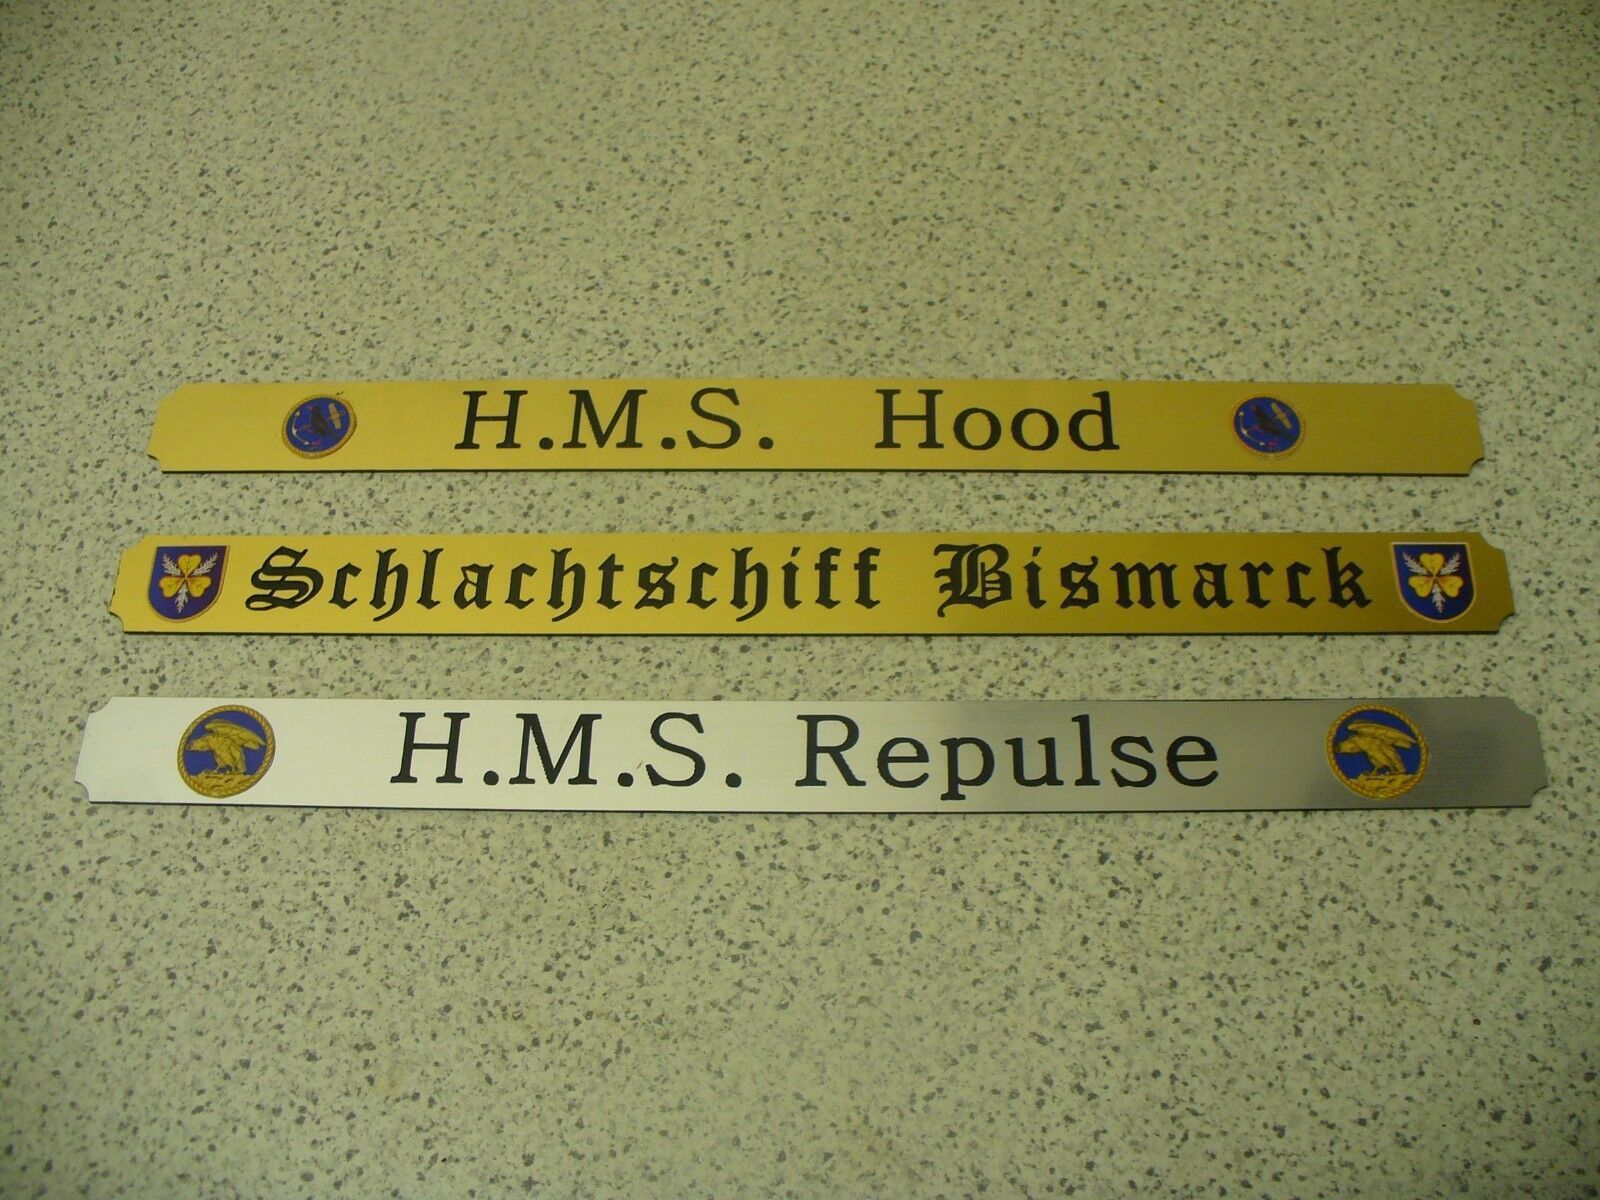 H.M.S. Hood
Schlachtschiff Bismarck
H.M.S. Repulse